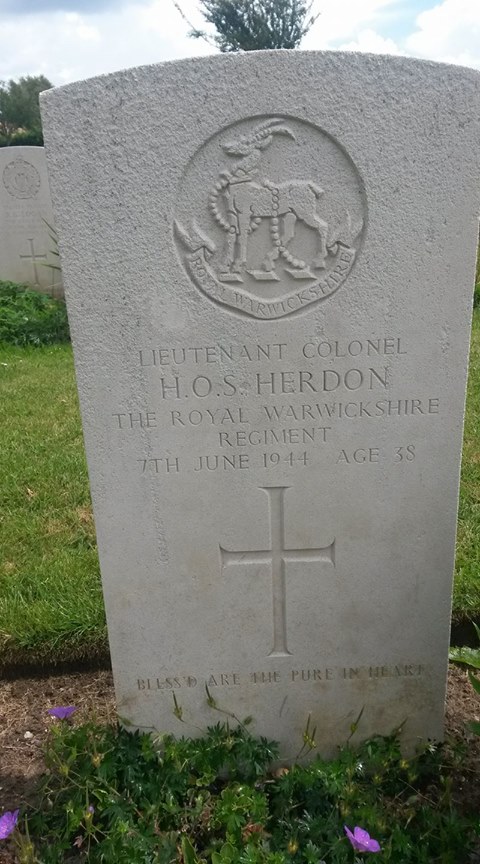 ROYAL WARWICKSHIRE
LIEUTENANT COLONEL
H.O.S. HERDON
THE ROYAL WARWICKSHIRE
REGIMENT
7TH JUNE 1944 AGE 38
BLESS'D ARE THE PURE IN HEART